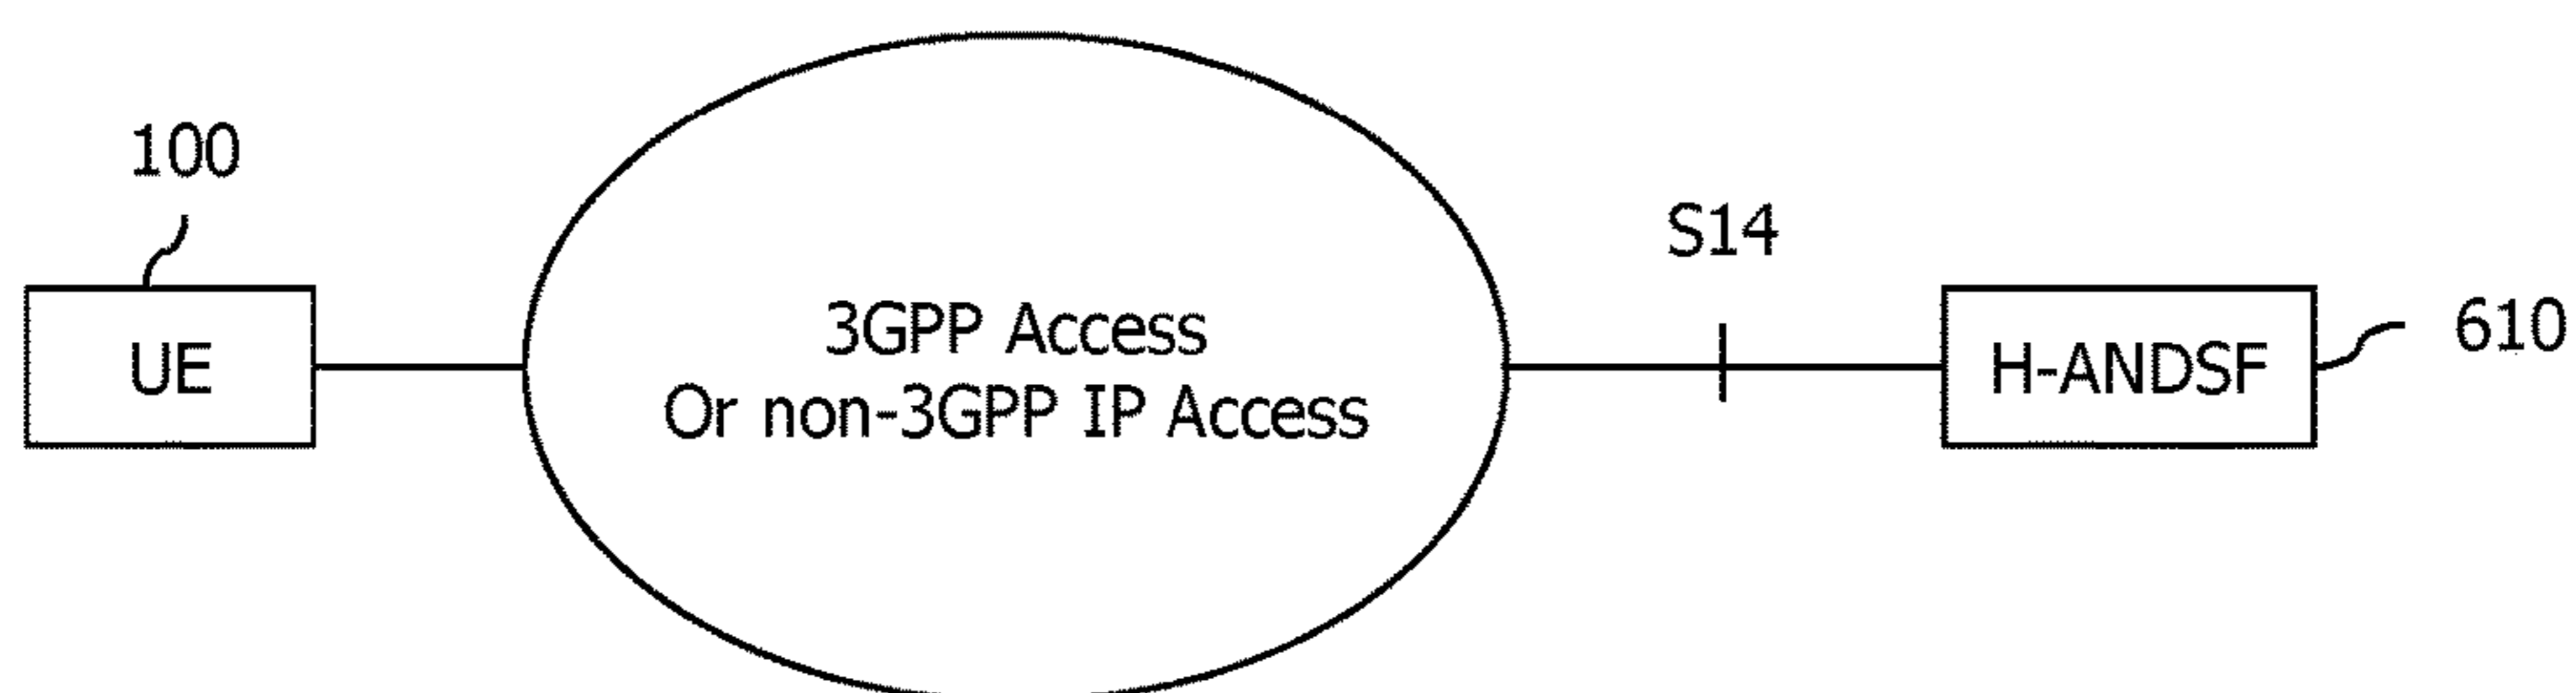 100
UE
3GPP Access
Or non-3GPP IP Access
S14
H-ANDSF
610